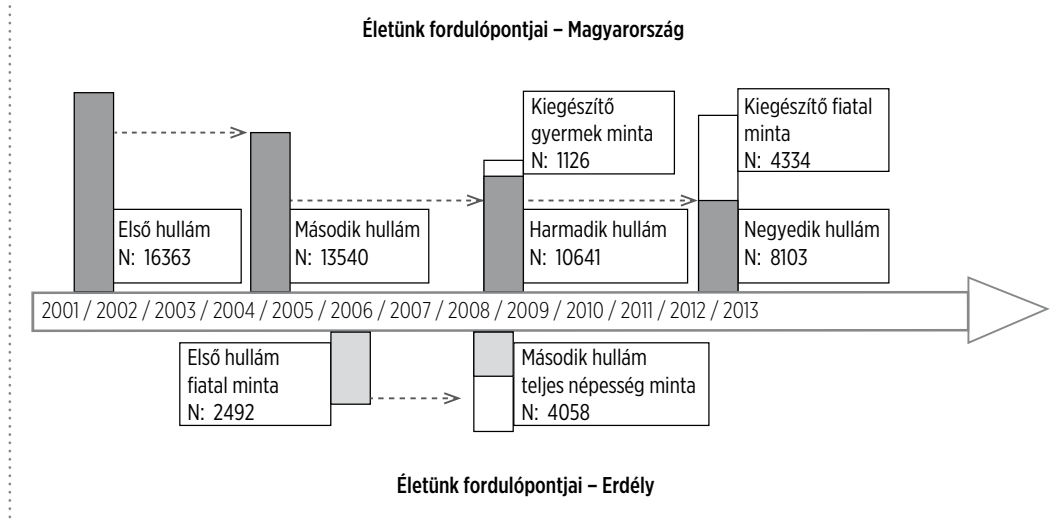 Életünk fordulópontjai – Magyarország
Kiegészítő
gyermek minta
N: 1126
Kiegészítő fiatal
minta
N: 4334
Első hullám
N: 16363
Második hullám
N: 13540
Harmadik hullám
N: 10641
Negyedik hullám
N: 8103
2001 / 2002 / 2003 / 2004 / 2005 / 2006 / 2007 / 2008 / 2009 / 2010 / 2011 / 2012 / 2013
Első hullám
fiatal minta
N: 2492
Második hullám
teljes népesség minta
N: 4058
Életünk fordulópontjai – Erdély